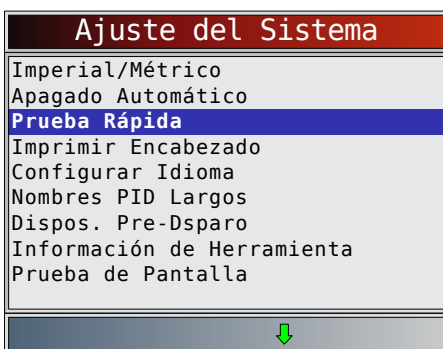 Ajuste del Sistema
Imperial/Métrico
Apagado Automático
Prueba Rápida
Imprimir Encabezado
Configurar Idioma
Nombres PID Largos
Dispos. Pre-Dsparo
Información de Herramienta
Prueba de Pantalla